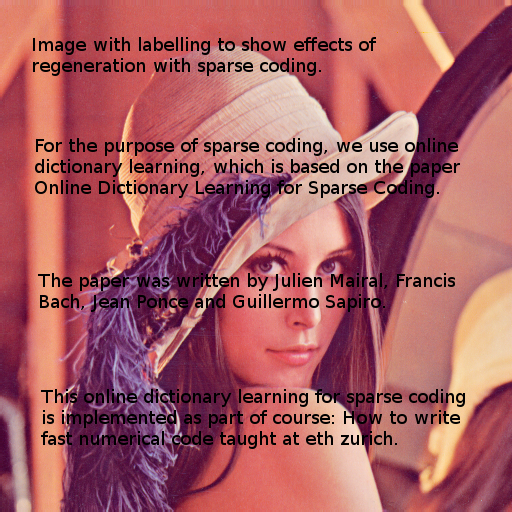 Image with labelling to show effects of
regeneration with sparse coding.
For the purpose of sparse coding, we use online
dictionary learning, which is based on the paper
Online Dictionary Learning for Sparse Coding.
The paper was written by Julien Mairal, Francis
Bach, Jean Ponce and Guillermo Sapiro.
This online dictionary learning for sparse coding
is implemented as part of course: How to write
fast numerical code taught at eth zurich.